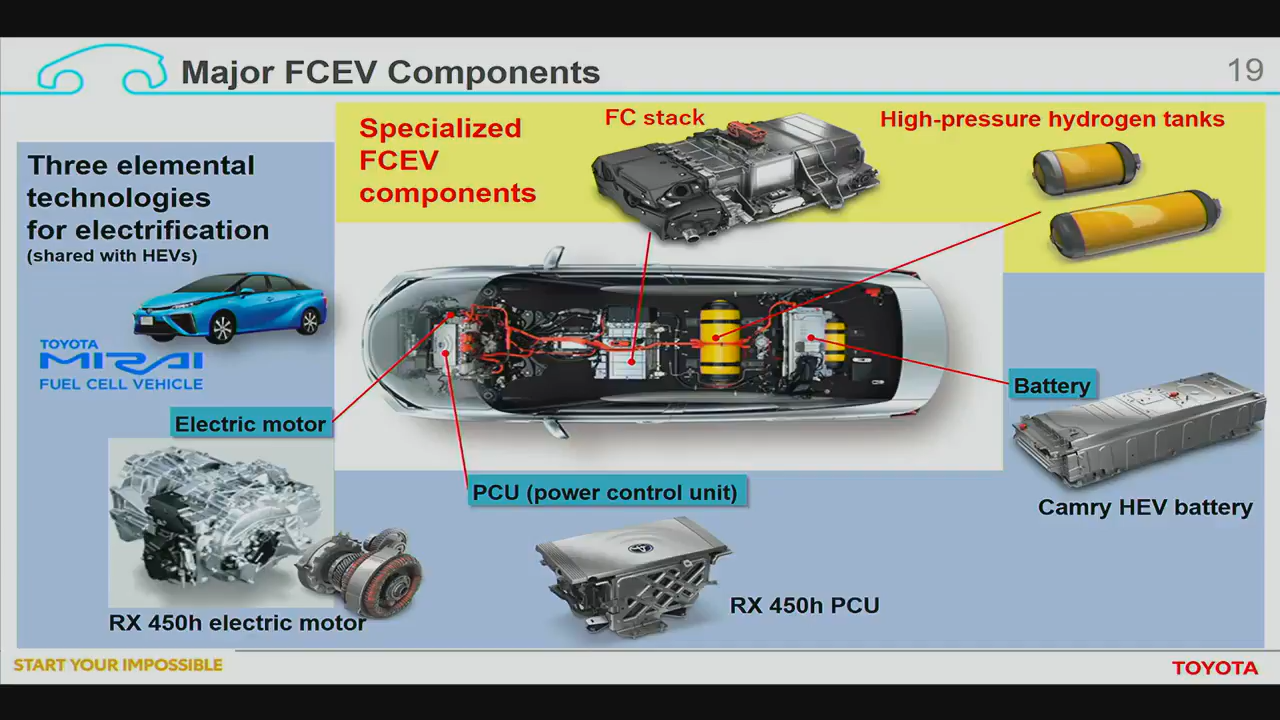 Major FCEV Components
19
Three elemental
technologies
for electrification
(shared with HEVs)
TOYOTA
MIRAI
FUEL CELL VEHICLE
Specialized
FCEV
components
FC stack
High-pressure hydrogen tanks
Electric motor
PCU (power control unit)
Battery
Camry HEV battery
RX 450h electric motor
RX 450h PCU
START YOUR IMPOSSIBLE
TOYOTA